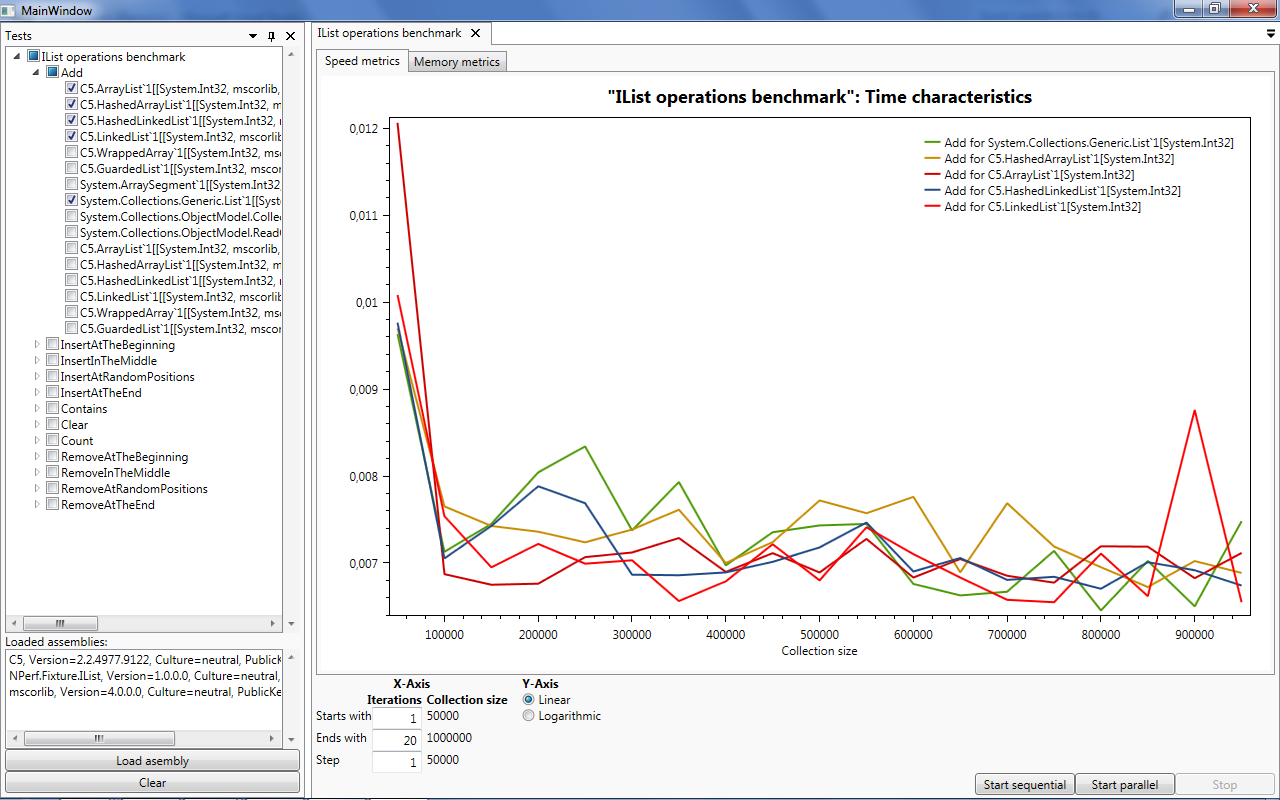 MainWindow
Tests
IList operations benchmark
Add
C5.ArrayList`1[[System.Int32, mscorlib,
C5.HashedArrayList`1[[System.Int32, m
C5.HashedLinkedList`1[[System.Int32,
C5.LinkedList`1[[System.Int32, mscorlib
C5.WrappedArray`1[[System.Int32, msc
C5.GuardedList`1[[System.Int32, mscor
System.ArraySegment`1[[System.Int32,
System.Collections.Generic.List`1[[Syst
System.Collections.ObjectModel.Colle
System.Collections.ObjectModel.Read
C5.ArrayList`1[[System.Int32, mscorlib,
C5.HashedArrayList`1[[System.Int32, m
C5.HashedLinkedList`1[[System.Int32,
C5.LinkedList`1[[System.Int32, mscorlib
C5.WrappedArray`1[[System.Int32, msc
C5.GuardedList`1[[System.Int32, mscor
InsertAtTheBeginning
InsertInTheMiddle
InsertAtRandomPositions
InsertAtTheEnd
Contains
Clear
Count
RemoveAtTheBeginning
RemoveInTheMiddle
RemoveAtRandomPositions
RemoveAtTheEnd
Loaded assemblies:
C5, Version=2.2.4977.9122, Culture=neutral, PublicK
NPerf.Fixture.IList, Version=1.0.0.0, Culture=neutral,
mscorlib, Version=4.0.0.0, Culture=neutral, PublicKe
Load asembly
Clear
IList operations benchmark
Speed metrics
Memory metrics
"IList operations benchmark": Time characteristics
Add for System.Collections.Generic.List`1[System.Int32]
Add for C5.HashedArrayList`1[System.Int32]
Add for C5.ArrayList`1[System.Int32]
Add for C5.HashedLinkedList`1[System.Int32]
Add for C5.LinkedList`1[System.Int32]
0,012
0,011
0,01
0,009
0,008
0,007
100000 200000 300000 400000 500000 600000 700000 800000 900000
Collection size
X-Axis
Iterations Collection size
Starts with 1 50000
Ends with 20 1000000
Step 1 50000
Y-Axis
Linear
Logarithmic
Start sequential
Start parallel
Stop